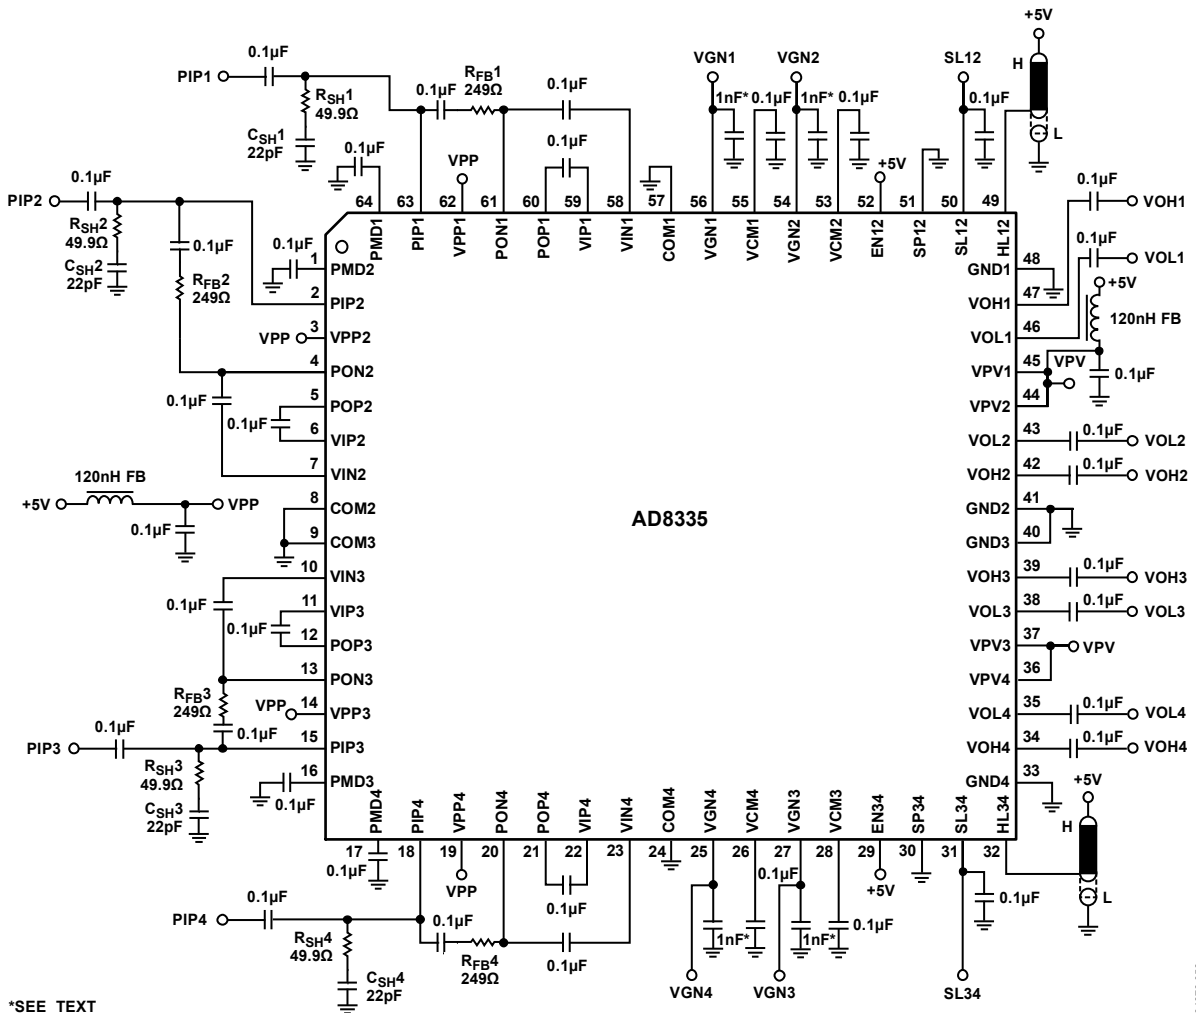 +5V
0.1µF
VGN1
VGN2
SL12
H
PIP1
RFB1
249Ω
0.1µF
0.1µF
RSH1
49.9Ω
1nF*
0.1µF
1nF*
0.1µF
0.1µF
L
CSH1
22pF
0.1µF
VPP
0.1µF
+5V
0.1µF
PIP2
0.1µF
VOH1
64 63 62 61 60 59 58 57 56 55 54 53 52 51 50 49
PMD1 PIP1 VPP1 PON1 POP1 VIP1 VIN1 COM1 VGN1 VCM1 VGN2 VCM2 EN12 SP12 SL12 HL12
RSH2
49.9Ω
CSH2
22pF
0.1µF
RFB2
249Ω
0.1µF
0.1µF
VOL1
1 PMD2
GND1 48
2 PIP2
VOH1 47
+5V
120nH FB
VPP
3 VPP2
VOL1 46
4 PON2
VPV1 45
VPV
0.1µF
0.1µF
5 POP2
VPV2 44
0.1µF
6 VIP2
VOL2 43
0.1µF
VOL2
7 VIN2
VOH2 42
0.1µF
VOH2
120nH FB
+5V
VPP
0.1µF
8 COM2
GND2 41
AD8335
9 COM3
GND3 40
10 VIN3
VOH3 39
0.1µF
VOH3
0.1µF
11 VIP3
VOL3 38
0.1µF
VOL3
0.1µF
12 POP3
VPV3 37
VPV
13 PON3
VPV4 36
RFB3
249Ω
VPP
14 VPP3
VOL4 35
0.1µF
VOL4
0.1µF
0.1µF
PIP3
15 PIP3
VOH4 34
0.1µF
VOH4
RSH3
49.9Ω
16 PMD3
GND4 33
0.1µF
CSH3
22pF
+5V
H
L
PMD4 PIP4 VPP4 PON4 POP4 VIP4 VIN4 COM4 VGN4 VCM4 VGN3 VCM3 EN34 SP34 SL34 HL34
17 18 19 20 21 22 23 24 25 26 27 28 29 30 31 32
0.1µF
VPP
0.1µF
0.1µF
+5V
0.1µF
0.1µF
PIP4
0.1µF
0.1µF
RSH4
49.9Ω
RFB4
249Ω
0.1µF
1nF*
1nF*
0.1µF
CSH4
22pF
VGN4
VGN3
SL34
*SEE TEXT